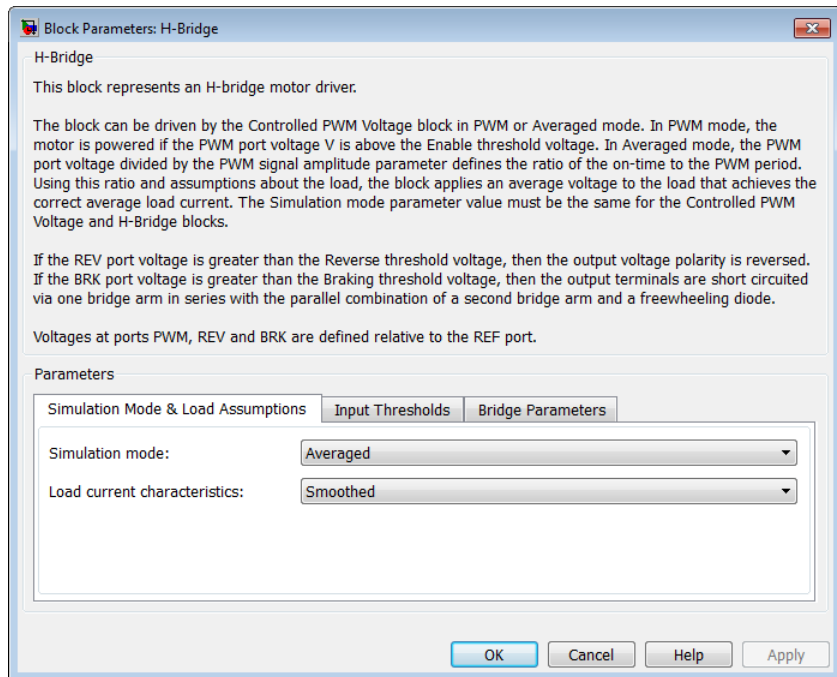 Block Parameters: H-Bridge
H-Bridge
This block represents an H-bridge motor driver.
The block can be driven by the Controlled PWM Voltage block in PWM or Averaged mode. In PWM mode, the
motor is powered if the PWM port voltage V is above the Enable threshold voltage. In Averaged mode, the PWM
port voltage divided by the PWM signal amplitude parameter defines the ratio of the on-time to the PWM period.
Using this ratio and assumptions about the load, the block applies an average voltage to the load that achieves the
correct average load current. The Simulation mode parameter value must be the same for the Controlled PWM
Voltage and H-Bridge blocks.
If the REV port voltage is greater than the Reverse threshold voltage, then the output voltage polarity is reversed.
If the BRK port voltage is greater than the Braking threshold voltage, then the output terminals are short circuited
via one bridge arm in series with the parallel combination of a second bridge arm and a freewheeling diode.
Voltages at ports PWM, REV and BRK are defined relative to the REF port.
Parameters
Simulation Mode & Load Assumptions Input Thresholds Bridge Parameters
Simulation mode: Averaged
Load current characteristics: Smoothed
OK Cancel Help Apply